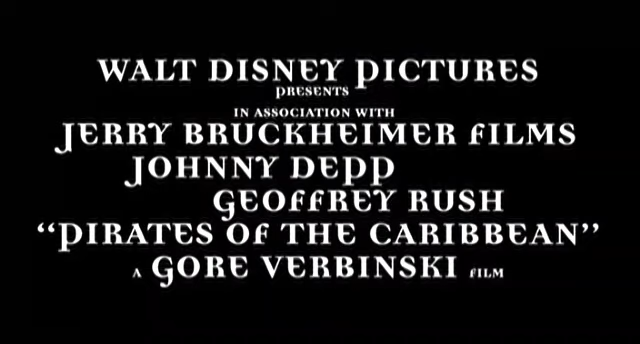 WALT DISNEY PICTURES
PRESENTS
IN ASSOCIATION WITH
JERRY BRUCKHEIMER FILMS
JOHNNY DEPP
GEOFFREY RUSH
“PIRATES OF THE CARIBBEAN”
A GORE VERBINSKI FILM